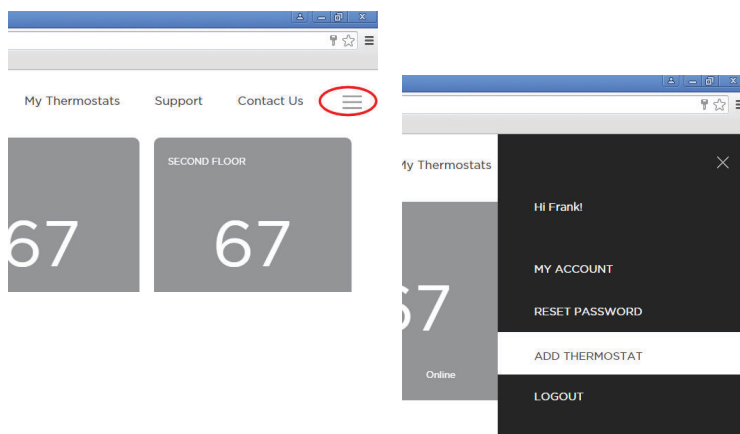 My Thermostats Support Contact Us
SECOND FLOOR
67 67
My Thermostats
Hi Frank!
MY ACCOUNT
67
RESET PASSWORD
ADD THERMOSTAT
Online
LOGOUT